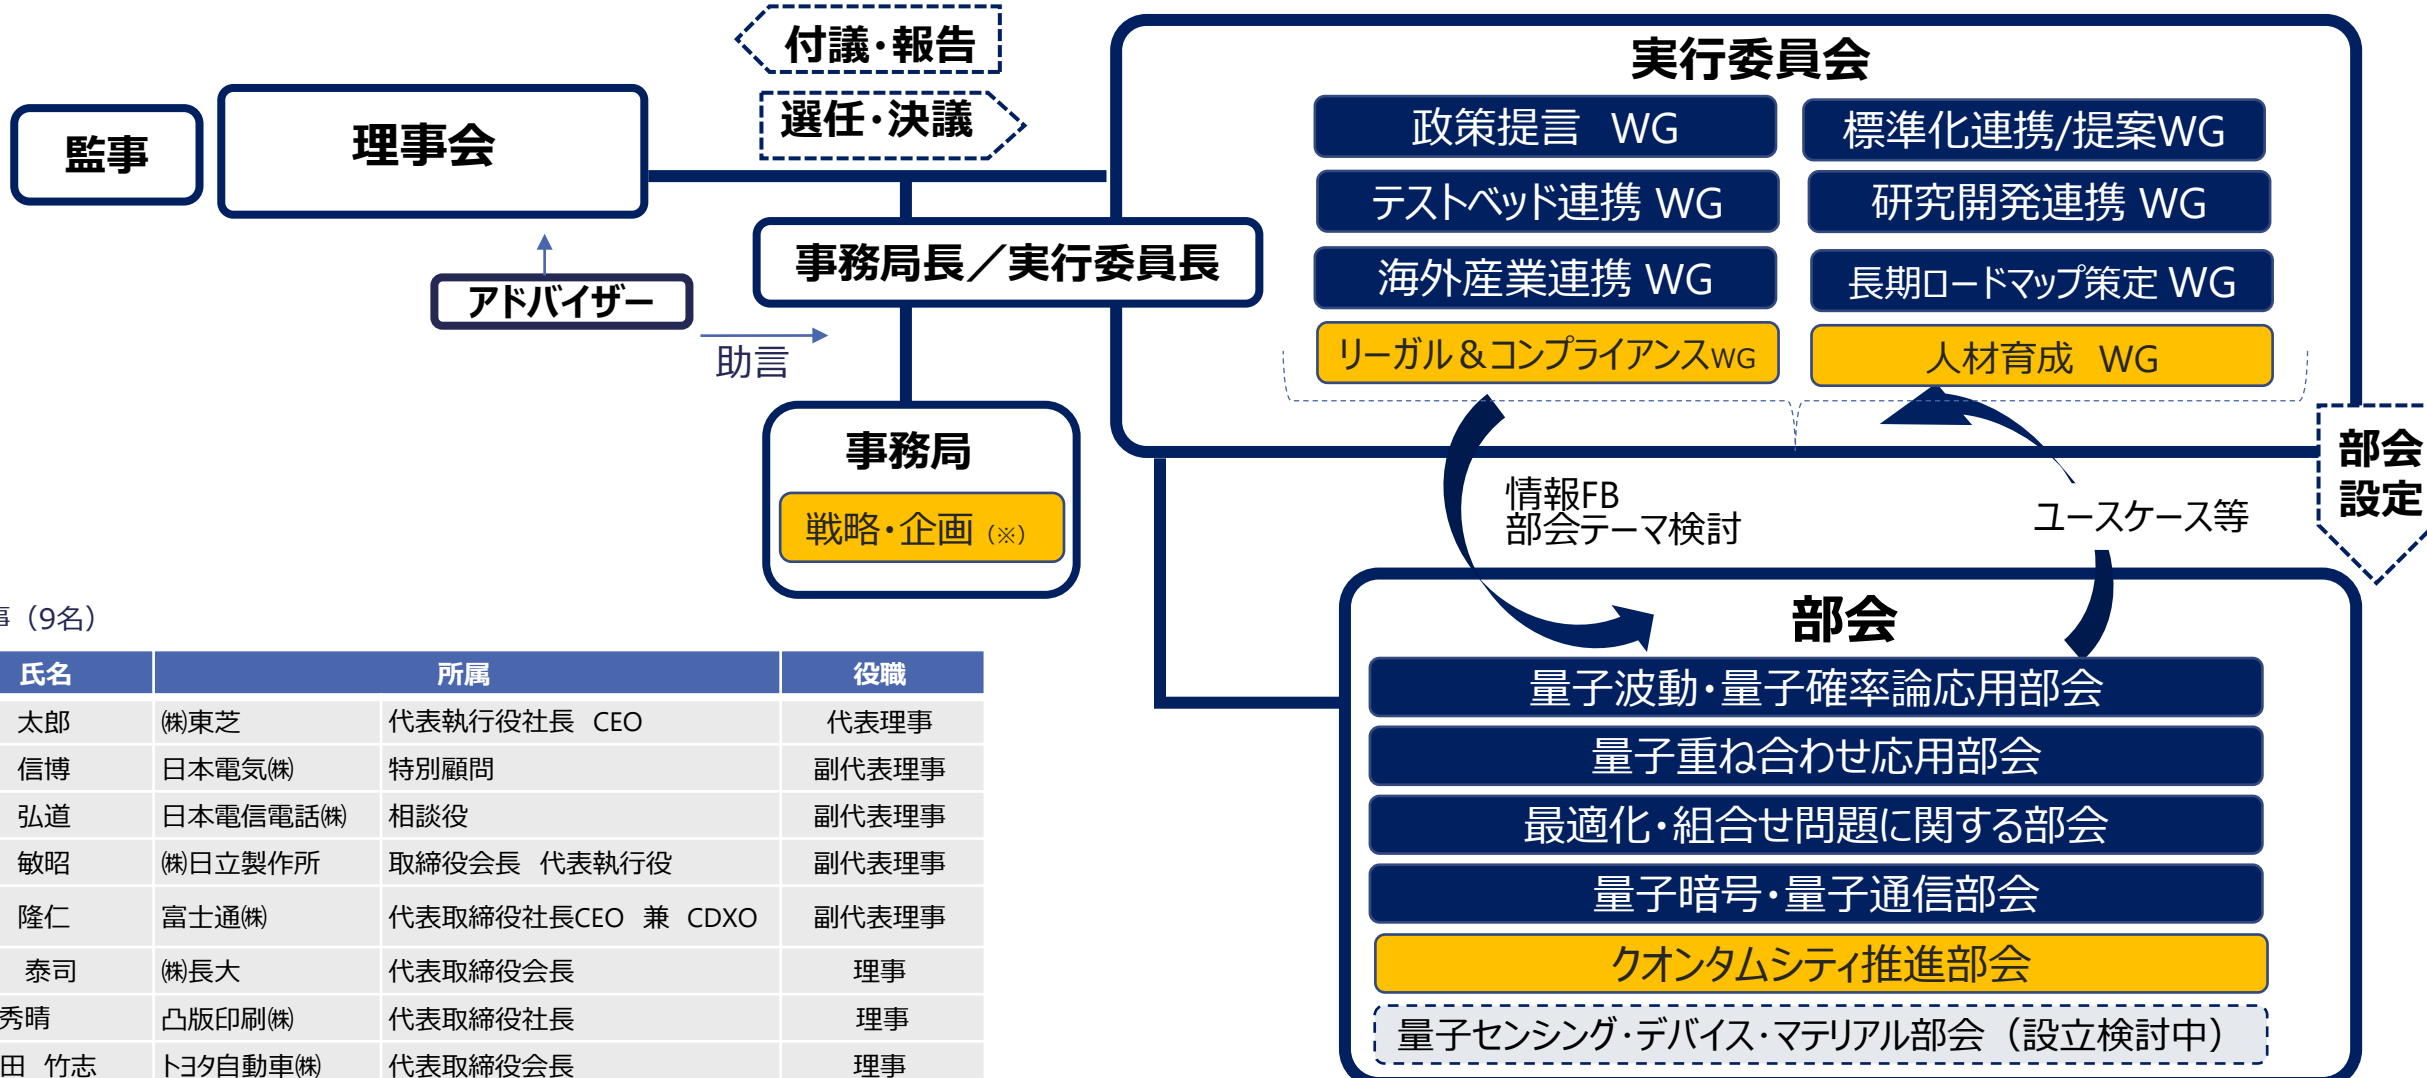 付議・報告
選任・決議
監事
理事会
アドバイザー
助言
事務局長／実行委員長
事務局
戦略・企画（※）
実行委員会
政策提言　WG
標準化連携/提案WG
テストベッド連携 WG
研究開発連携 WG
海外産業連携 WG
長期ロードマップ策定 WG
リーガル＆コンプライアンスWG
人材育成　WG
部会
設定
情報FB
部会テーマ検討
ユースケース等
部会
量子波動・量子確率論応用部会
量子重ね合わせ応用部会
最適化・組合せ問題に関する部会
量子暗号・量子通信部会
クオンタムシティ推進部会
量子センシング・デバイス・マテリアル部会（設立検討中）
事（9名）
氏名 所属 役職
太郎 ㈱東芝 代表執行役社長　CEO 代表理事
信博 日本電気㈱ 特別顧問 副代表理事
弘道 日本電信電話㈱ 相談役 副代表理事
敏昭 ㈱日立製作所 取締役会長　代表執行役 副代表理事
隆仁 富士通㈱ 代表取締役社長CEO　兼　CDXO 副代表理事
泰司 ㈱長大 代表取締役会長 理事
秀晴 凸版印刷㈱ 代表取締役社長 理事
田　竹志 トヨタ自動車㈱ 代表取締役会長 理事